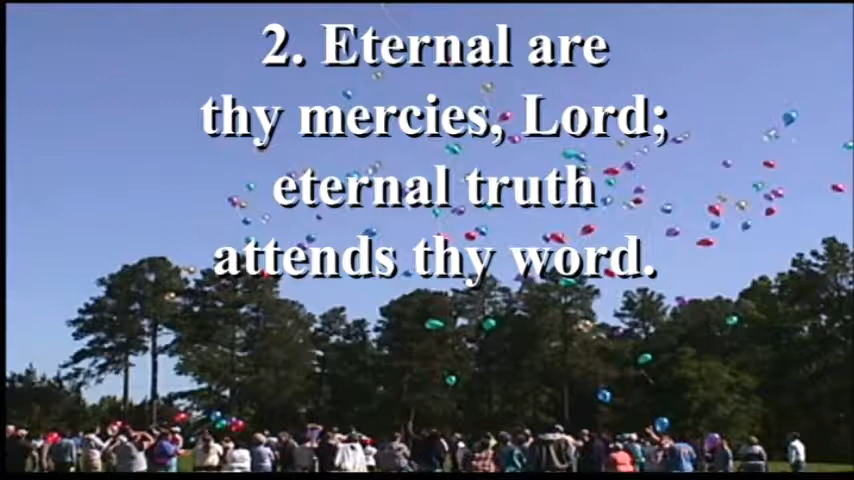 2. Eternal are
thy mercies, Lord;
eternal truth
attends thy word.